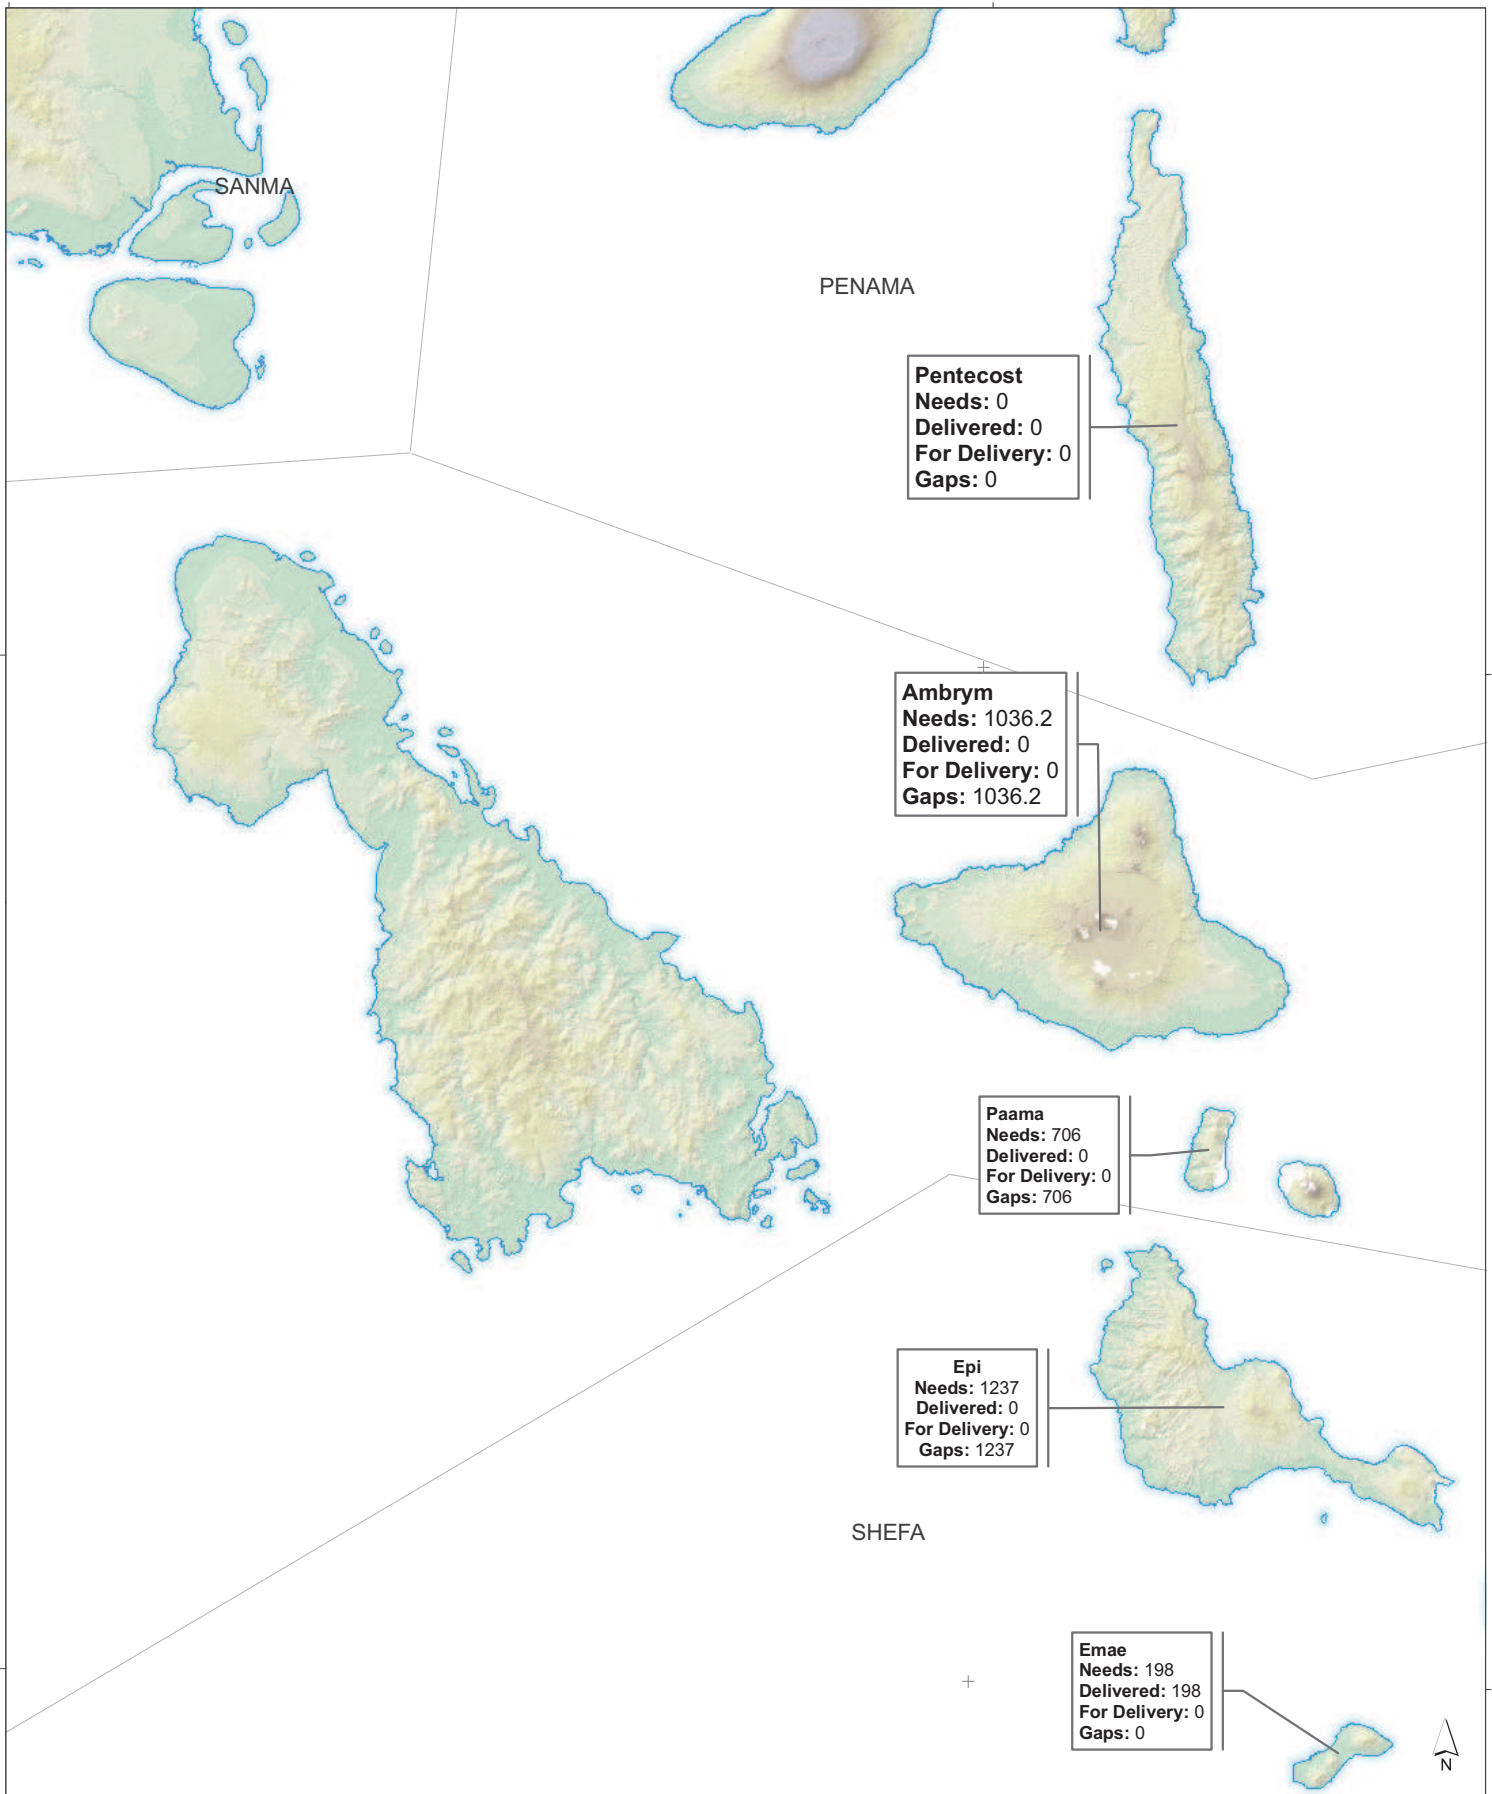 SANMA
PENAMA
Pentecost
Needs: 0
Delivered: 0
For Delivery: 0
Gaps: 0
Ambrym
Needs: 1036.2
Delivered: 0
For Delivery: 0
Gaps: 1036.2
Paama
Needs: 706
Delivered: 0
For Delivery: 0
Gaps: 706
Epi
Needs: 1237
Delivered: 0
For Delivery: 0
Gaps: 1237
SHEFA
Emae
Needs: 198
Delivered: 198
For Delivery: 0
Gaps: 0
N